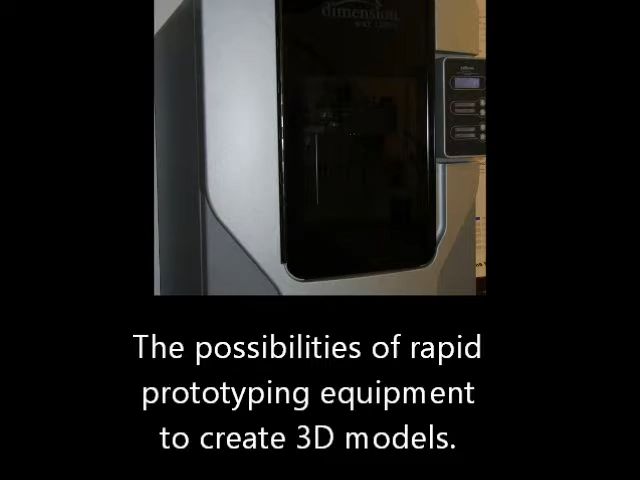 dimension
The possibilities of rapid
prototyping equipment
to create 3D models.